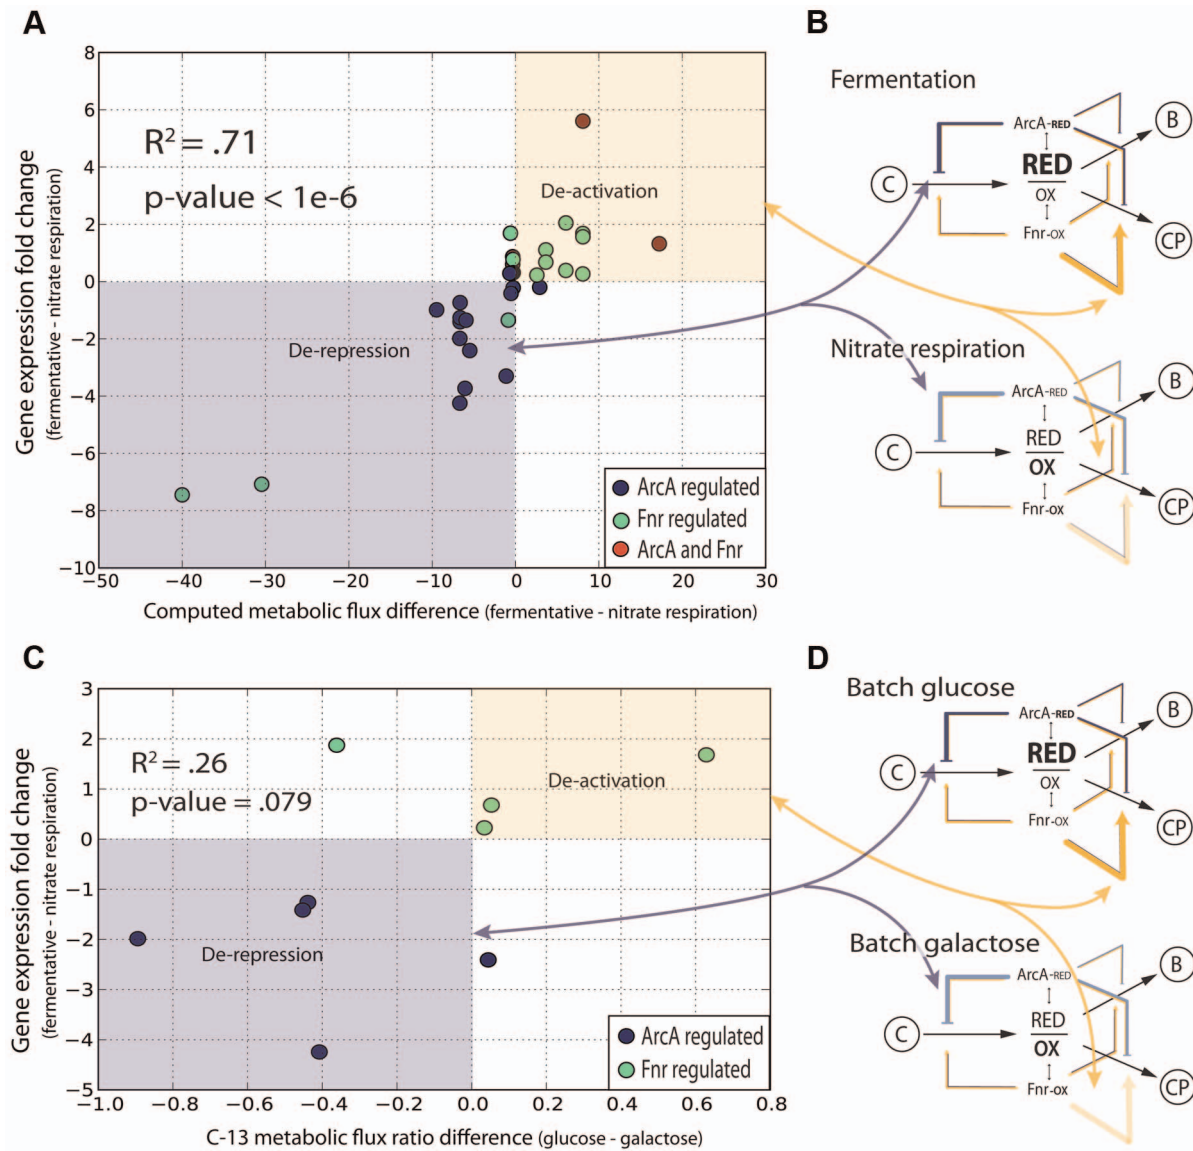 A
8
6
4
2
0
−2
−4
−6
−8
−10
−50
−40
−30
−20
−10
0
10
20
30
Gene expression fold change
(fermentative - nitrate respiration)
R² = .71
p-value < 1e-6
De-activation
De-repression
ArcA regulated
Fnr regulated
ArcA and Fnr
Computed metabolic flux difference (fermentative - nitrate respiration)
B
Fermentation
ArcA-RED
RED
OX
Fnr-OX
C
B
CP
Nitrate respiration
ArcA-RED
RED
OX
Fnr-OX
C
B
CP
C
3
2
1
0
−1
−2
−3
−4
−5
−1.0
−0.8
−0.6
−0.4
−0.2
0.0
0.2
0.4
0.6
0.8
Gene expression fold change
(fermentative - nitrate respiration)
R² = .26
p-value = .079
De-activation
De-repression
ArcA regulated
Fnr regulated
C-13 metabolic flux ratio difference (glucose - galactose)
D
Batch glucose
ArcA-RED
RED
OX
Fnr-OX
C
B
CP
Batch galactose
ArcA-RED
RED
OX
Fnr-OX
C
B
CP